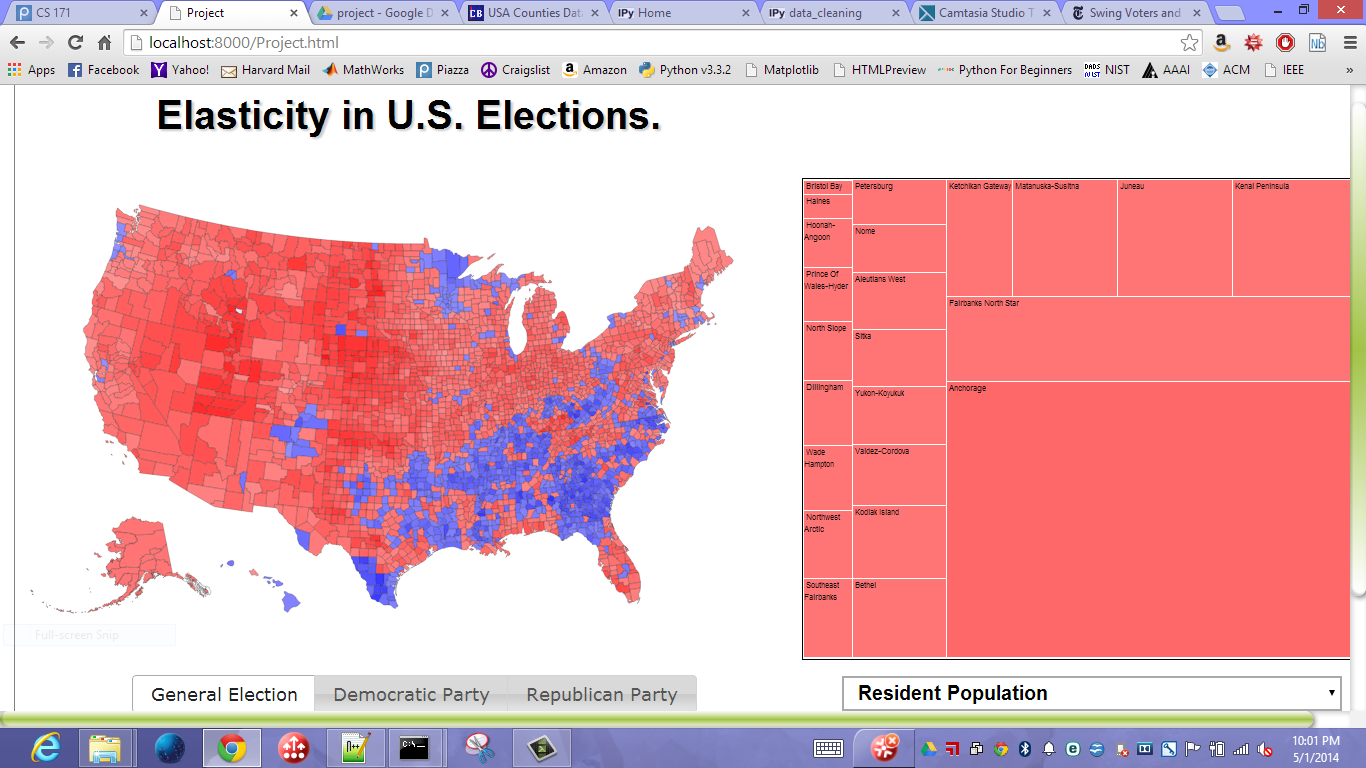 CS 171
Project
project - Google D
USA Counties Dat
IPy Home
IPy data_cleaning
Camtasia Studio T
Swing Voters and
localhost:8000/Project.html
Apps
Facebook
Yahoo!
Harvard Mail
MathWorks
Piazza
Craigslist
Amazon
Python v3.3.2
Matplotlib
HTMLPreview
Python For Beginners
NIST
AAAI
ACM
IEEE
»
Elasticity in U.S. Elections.
Bristol Bay
Haines
Hoonah-
Angoon
Prince Of
Wales-Hyder
North Slope
Dillingham
Wade
Hampton
Northwest
Arctic
Southeast
Fairbanks
Petersburg
Nome
Aleutians West
Sitka
Yukon-Koyukuk
Valdez-Cordova
Kodiak Island
Bethel
Ketchikan Gateway
Matanuska-Susitna
Juneau
Kenai Peninsula
Fairbanks North Star
Anchorage
Full-screen Snip
General Election
Democratic Party
Republican Party
Resident Population
10:01 PM
5/1/2014